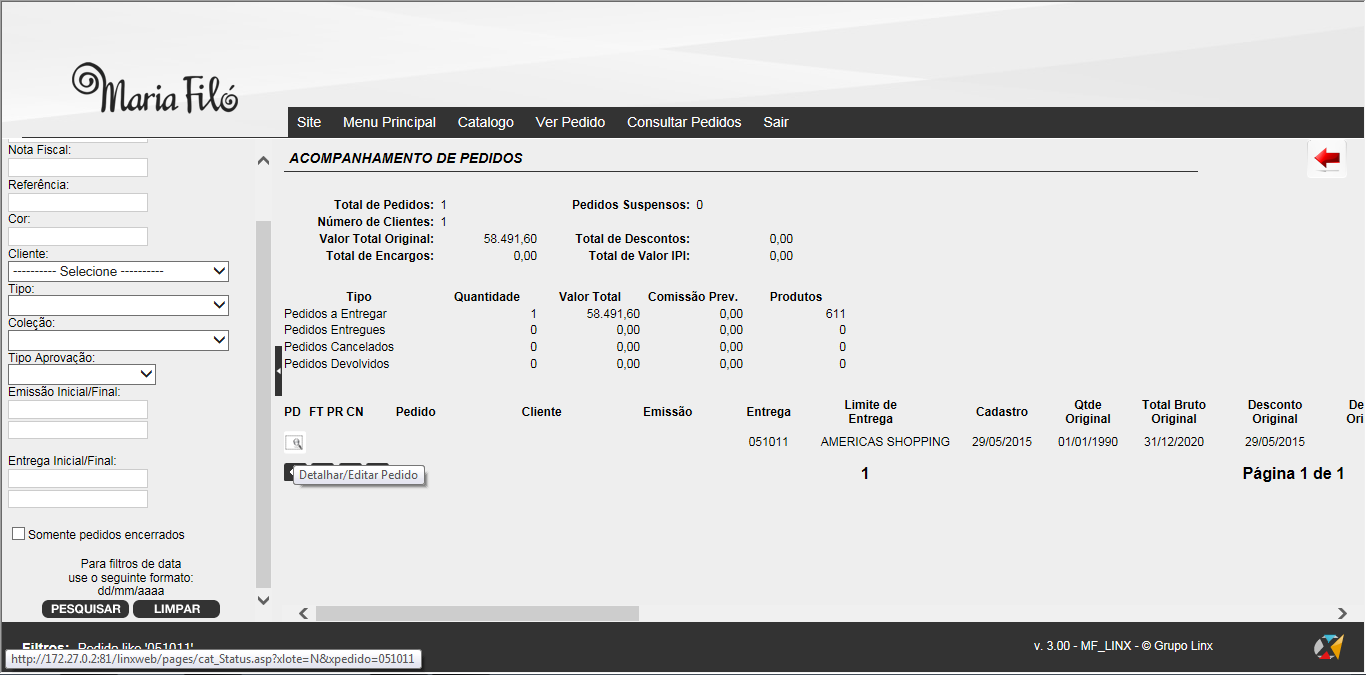 Maria Filó
Site Menu Principal Catalogo Ver Pedido Consultar Pedidos Sair
Nota Fiscal:
Referência:
Cor:
Cliente:
---------- Selecione ----------
Tipo:
Coleção:
Tipo Aprovação:
Emissão Inicial/Final:
Entrega Inicial/Final:
Somente pedidos encerrados
Para filtros de data
use o seguinte formato:
dd/mm/aaaa
PESQUISAR LIMPAR
ACOMPANHAMENTO DE PEDIDOS
Total de Pedidos: 1 Pedidos Suspensos: 0
Número de Clientes: 1
Valor Total Original: 58.491,60 Total de Descontos: 0,00
Total de Encargos: 0,00 Total de Valor IPI: 0,00
Tipo Quantidade Valor Total Comissão Prev. Produtos
Pedidos a Entregar 1 58.491,60 0,00 611
Pedidos Entregues 0 0,00 0,00 0
Pedidos Cancelados 0 0,00 0,00 0
Pedidos Devolvidos 0 0,00 0,00 0
PD FT PR CN Pedido Cliente Emissão Entrega Limite de Entrega Cadastro Qtde Original Total Bruto Original Desconto Original De Ori
051011 AMERICAS SHOPPING 29/05/2015 01/01/1990 31/12/2020 29/05/2015
Detalhar/Editar Pedido
1 Página 1 de 1
Filtros: Pedido like '051011'
http://172.27.0.2:81/linxweb/pages/cat_Status.asp?xlote=N&xpedido=051011
v. 3.00 - MF_LINX - © Grupo Linx